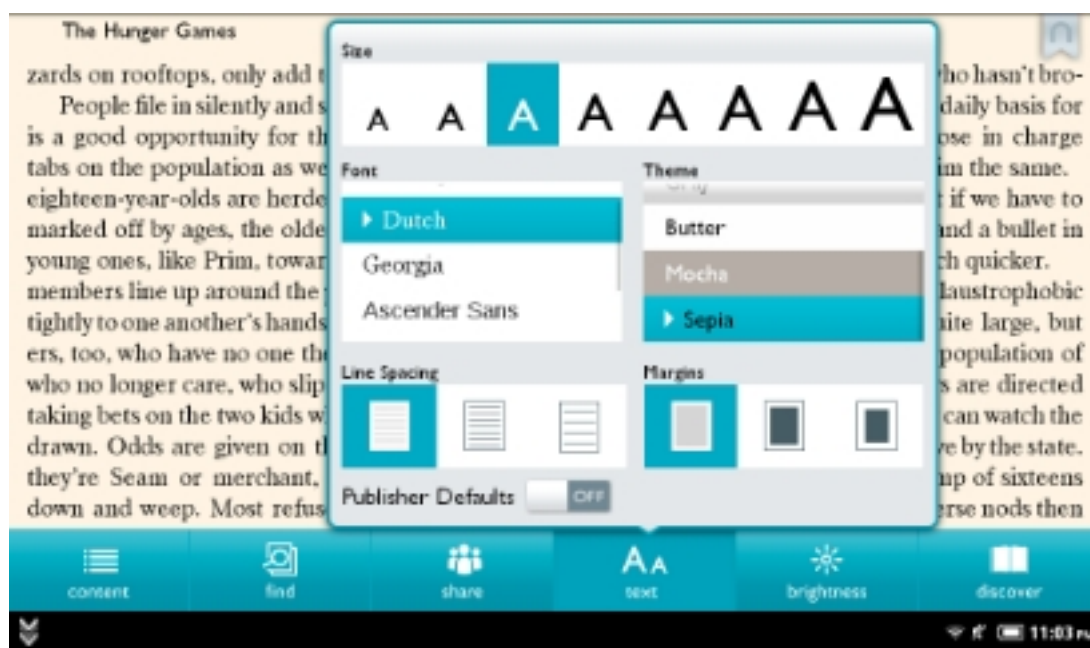 The Hunger Games
zards on rooftops, only add t
People file in silently and s
is a good opportunity for th
tabs on the population as we
eighteen-year-olds are herde
marked off by ages, the olde
young ones, like Prim, towar
members line up around the
tightly to one another's hands
ers, too, who have no one the
who no longer care, who slip
taking bets on the two kids w
drawn. Odds are given on t
they're Seam or merchant,
down and weep. Most refus
Size
A A A A A A A A
Font
Dutch
Georgia
Ascender Sans
Theme
Butter
Mocha
Sepia
Line Spacing
Margins
Publisher Defaults OFF
ho hasn't bro-
daily basis for
ose in charge
im the same.
if we have to
and a bullet in
ch quicker.
laustrophobic
ite large, but
population of
s are directed
can watch the
ve by the state.
mp of sixteens
erse nods then
content
find
share
AA
text
brightness
discover
11:03